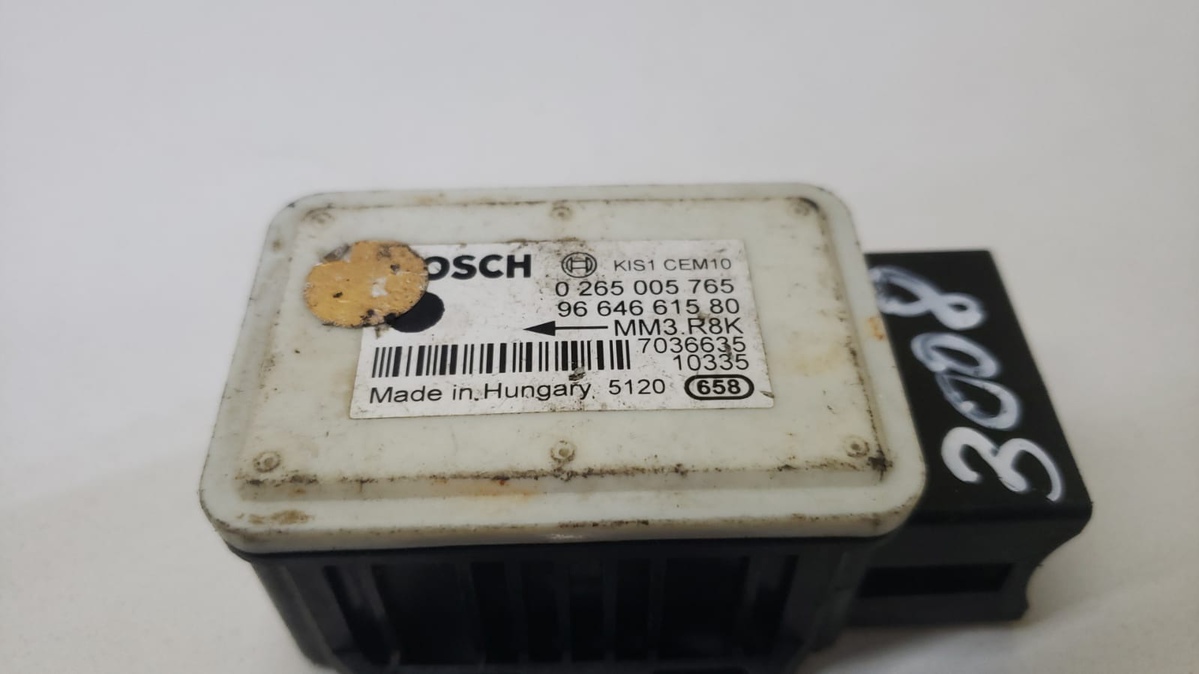 OSCH KIS1 CEM10
0 265 005 765
96 646 615 80
MM3.R8K
7036635
10335
Made in Hungary. 5120 658
3008